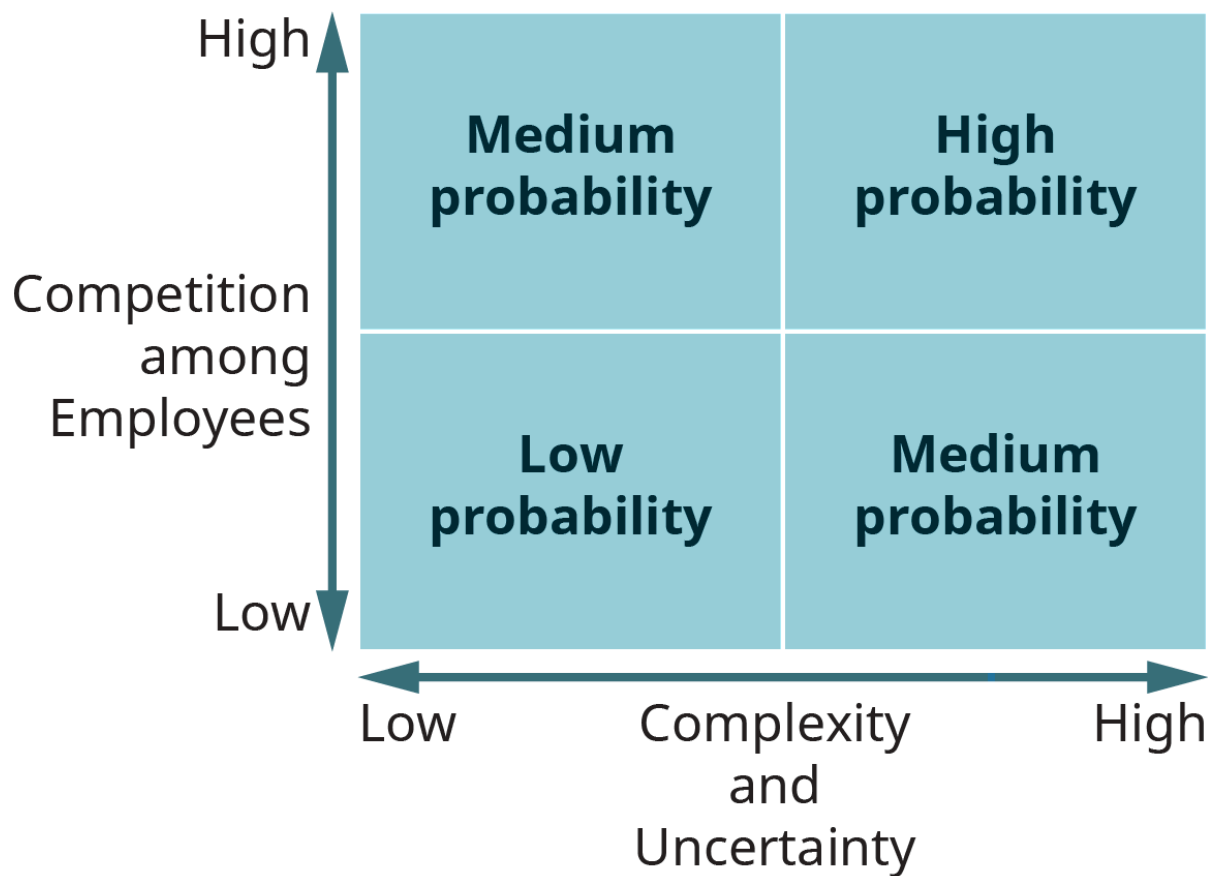 High
Medium
probability
High
probability
Competition
among
Employees
Low
probability
Medium
probability
Low
Low
Complexity
and
Uncertainty
High